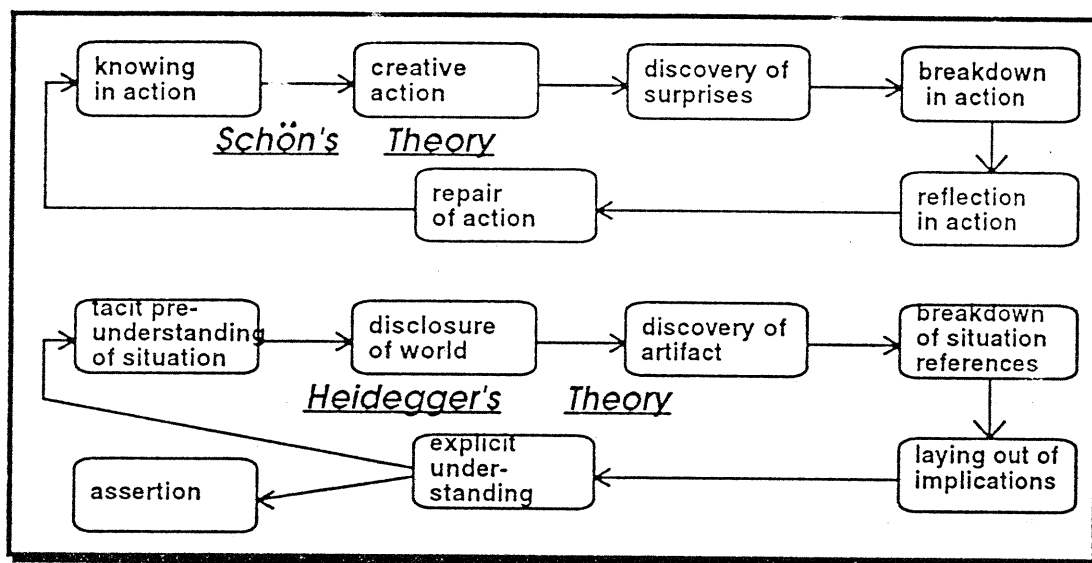 knowing
in action
creative
action
discovery of
surprises
breakdown
in action
Schön's Theory
repair
of action
reflection
in action
tacit pre-
understanding
of situation
disclosure
of world
discovery of
artifact
breakdown
of situation
references
Heidegger's Theory
assertion
explicit
under-
standing
laying out of
implications